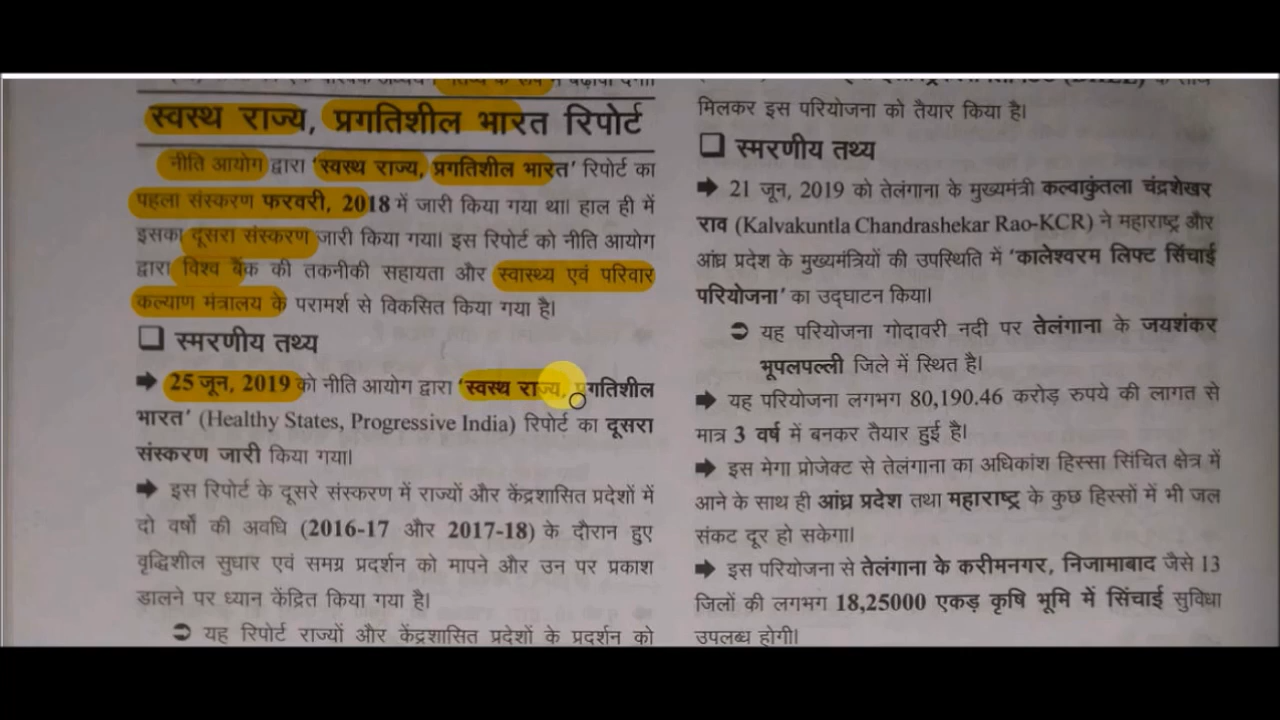 स्वस्थ राज्य, प्रगतिशील भारत रिपोर्ट
नीति आयोग द्वारा ‘स्वस्थ राज्य, प्रगतिशील भारत’ रिपोर्ट का
पहला संस्करण फरवरी, 2018 में जारी किया गया था। हाल ही में
इसका दूसरा संस्करण जारी किया गया। इस रिपोर्ट को नीति आयोग
द्वारा विश्व बैंक की तकनीकी सहायता और स्वास्थ्य एवं परिवार
कल्याण मंत्रालय के परामर्श से विकसित किया गया है।
❑ स्मरणीय तथ्य
➡ 25 जून, 2019 को नीति आयोग द्वारा ‘स्वस्थ राज्य, प्रगतिशील
भारत’ (Healthy States, Progressive India) रिपोर्ट का दूसरा
संस्करण जारी किया गया।
➡ इस रिपोर्ट के दूसरे संस्करण में राज्यों और केंद्रशासित प्रदेशों में
दो वर्षों की अवधि (2016-17 और 2017-18) के दौरान हुए
वृद्धिशील सुधार एवं समग्र प्रदर्शन को मापने और उन पर प्रकाश
डालने पर ध्यान केंद्रित किया गया है।
➲ यह रिपोर्ट राज्यों और केंद्रशासित प्रदेशों के प्रदर्शन को
मिलकर इस परियोजना को तैयार किया है।
❑ स्मरणीय तथ्य
➡ 21 जून, 2019 को तेलंगाना के मुख्यमंत्री कल्वाकुंतला चंद्रशेखर
राव (Kalvakuntla Chandrashekar Rao-KCR) ने महाराष्ट्र और
आंध्र प्रदेश के मुख्यमंत्रियों की उपस्थिति में ‘कालेश्वरम लिफ्ट सिंचाई
परियोजना’ का उद्घाटन किया।
➲ यह परियोजना गोदावरी नदी पर तेलंगाना के जयशंकर
भूपलपल्ली जिले में स्थित है।
➡ यह परियोजना लगभग 80,190.46 करोड़ रुपये की लागत से
मात्र 3 वर्ष में बनकर तैयार हुई है।
➡ इस मेगा प्रोजेक्ट से तेलंगाना का अधिकांश हिस्सा सिंचित क्षेत्र में
आने के साथ ही आंध्र प्रदेश तथा महाराष्ट्र के कुछ हिस्सों में भी जल
संकट दूर हो सकेगा।
➡ इस परियोजना से तेलंगाना के करीमनगर, निजामाबाद जैसे 13
जिलों की लगभग 18,25000 एकड़ कृषि भूमि में सिंचाई सुविधा
उपलब्ध होगी।